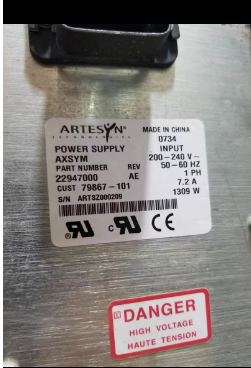 ARTESYN®
TECHNOLOGIES
MADE IN CHINA
0734
POWER SUPPLY
AXSYM
PART NUMBER REV
22947000 AE
CUST 79867-101
S/N ARTSZ000209
INPUT
200-240 V~
50-60 HZ
1 PH
7.2 A
1309 W
DANGER
HIGH VOLTAGE
HAUTE TENSION